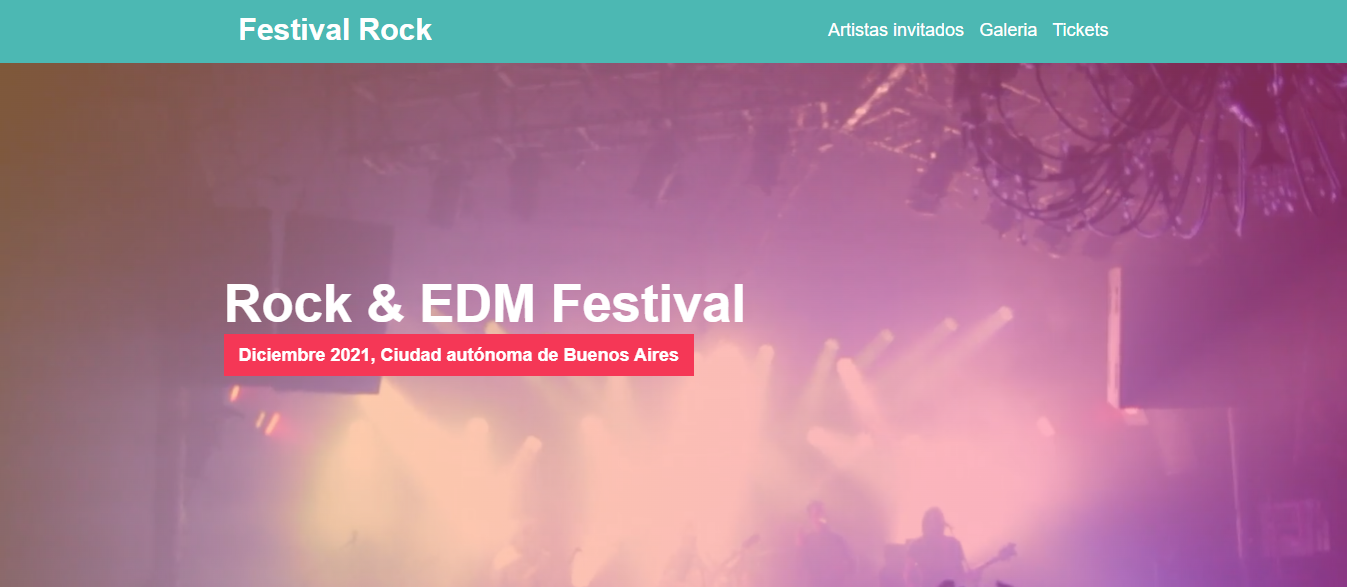 Festival Rock
Artistas invitados Galeria Tickets
Rock & EDM Festival
Diciembre 2021, Ciudad autónoma de Buenos Aires